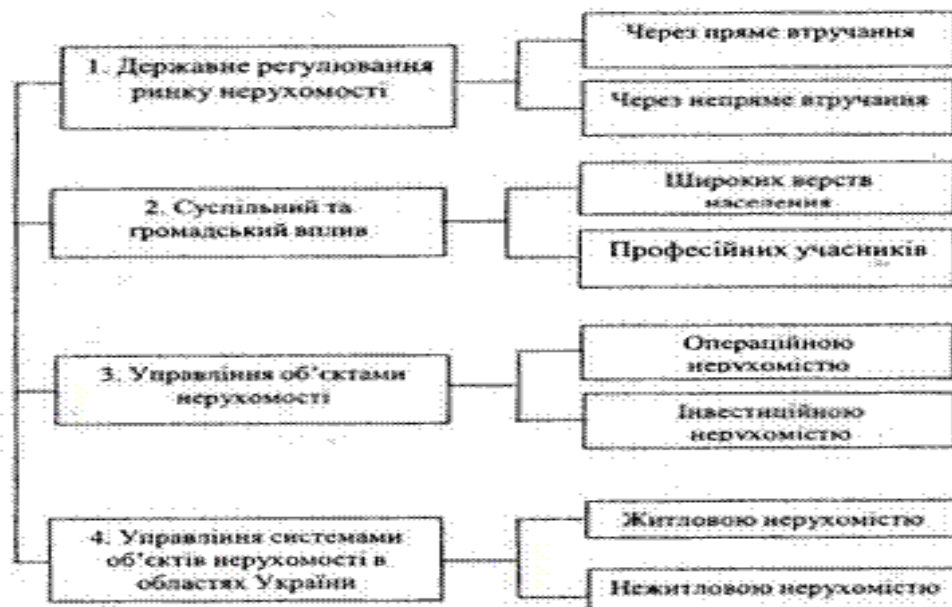 1. Державне регулювання
ринку нерухомості
Через пряме втручання
Через непряме втручання
2. Суспільний та
громадський вплив
Широких верств
населення
Професійних учасників
3. Управління об’єктами
нерухомості
Операційною
нерухомістю
Інвестиційною
нерухомістю
4. Управління системами
об’єктів нерухомості в
областях України
Житловою нерухомістю
Нежитловою нерухомістю